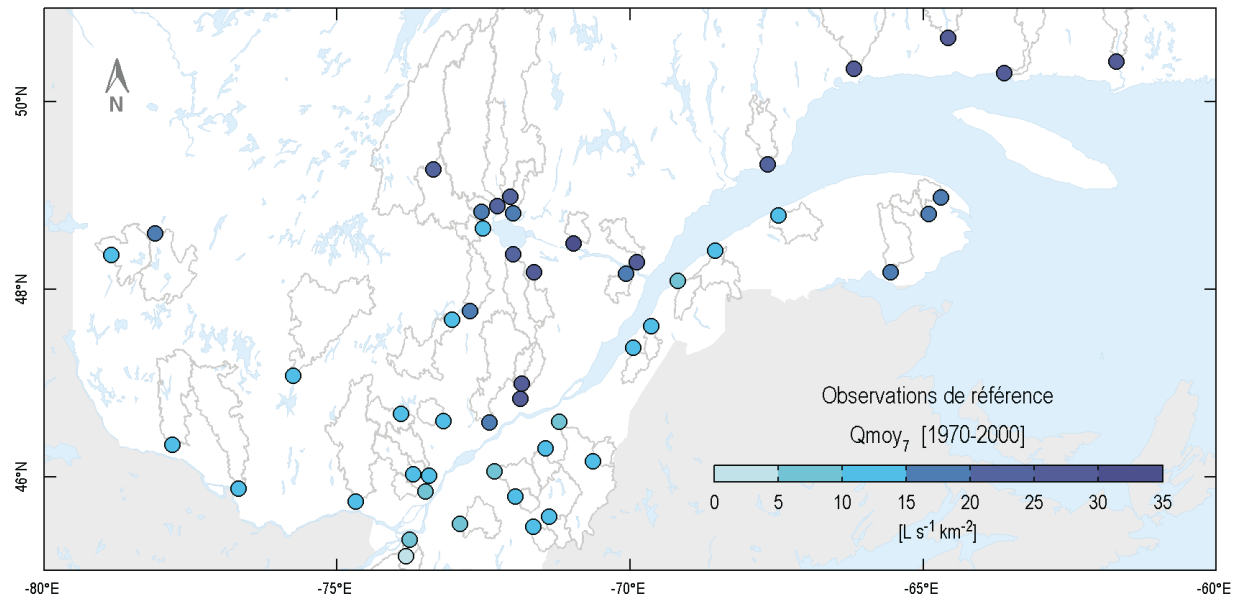 N
50°N
48°N
46°N
Observations de référence
Qmoy₇ [1970-2000]
0 5 10 15 20 25 30 35
[L s⁻¹ km⁻²]
-80°E -75°E -70°E -65°E -60°E